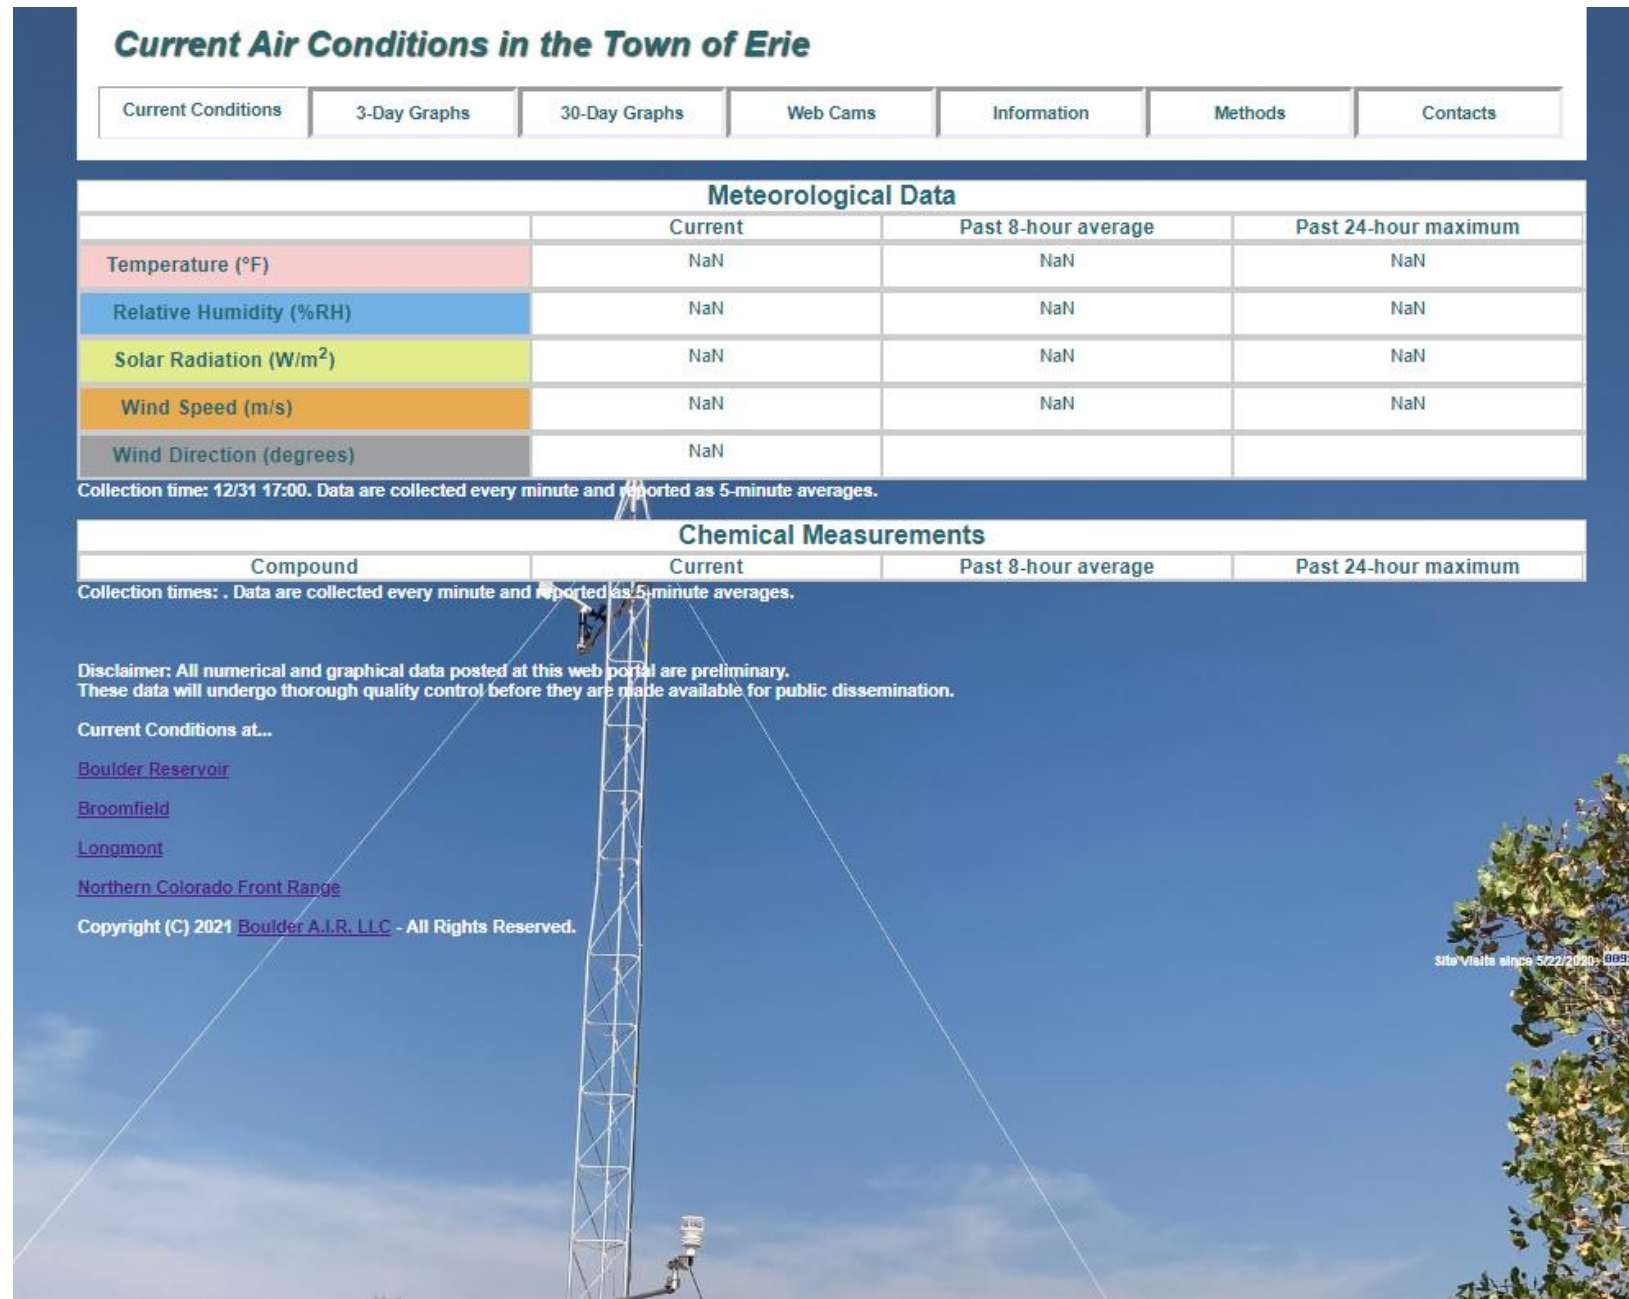 Current Air Conditions in the Town of Erie
Current Conditions 3-Day Graphs 30-Day Graphs Web Cams Information Methods Contacts
Meteorological Data
Current Past 8-hour average Past 24-hour maximum
Temperature (°F) NaN NaN NaN
Relative Humidity (%RH) NaN NaN NaN
Solar Radiation (W/m²) NaN NaN NaN
Wind Speed (m/s) NaN NaN NaN
Wind Direction (degrees) NaN
Collection time: 12/31 17:00. Data are collected every minute and reported as 5-minute averages.
Chemical Measurements
Compound Current Past 8-hour average Past 24-hour maximum
Collection times: . Data are collected every minute and reported as 5-minute averages.
Disclaimer: All numerical and graphical data posted at this web portal are preliminary.
These data will undergo thorough quality control before they are made available for public dissemination.
Current Conditions at...
Boulder Reservoir
Broomfield
Longmont
Northern Colorado Front Range
Copyright (C) 2021 Boulder A.I.R. LLC - All Rights Reserved.
Site Visits since 5/22/2020: